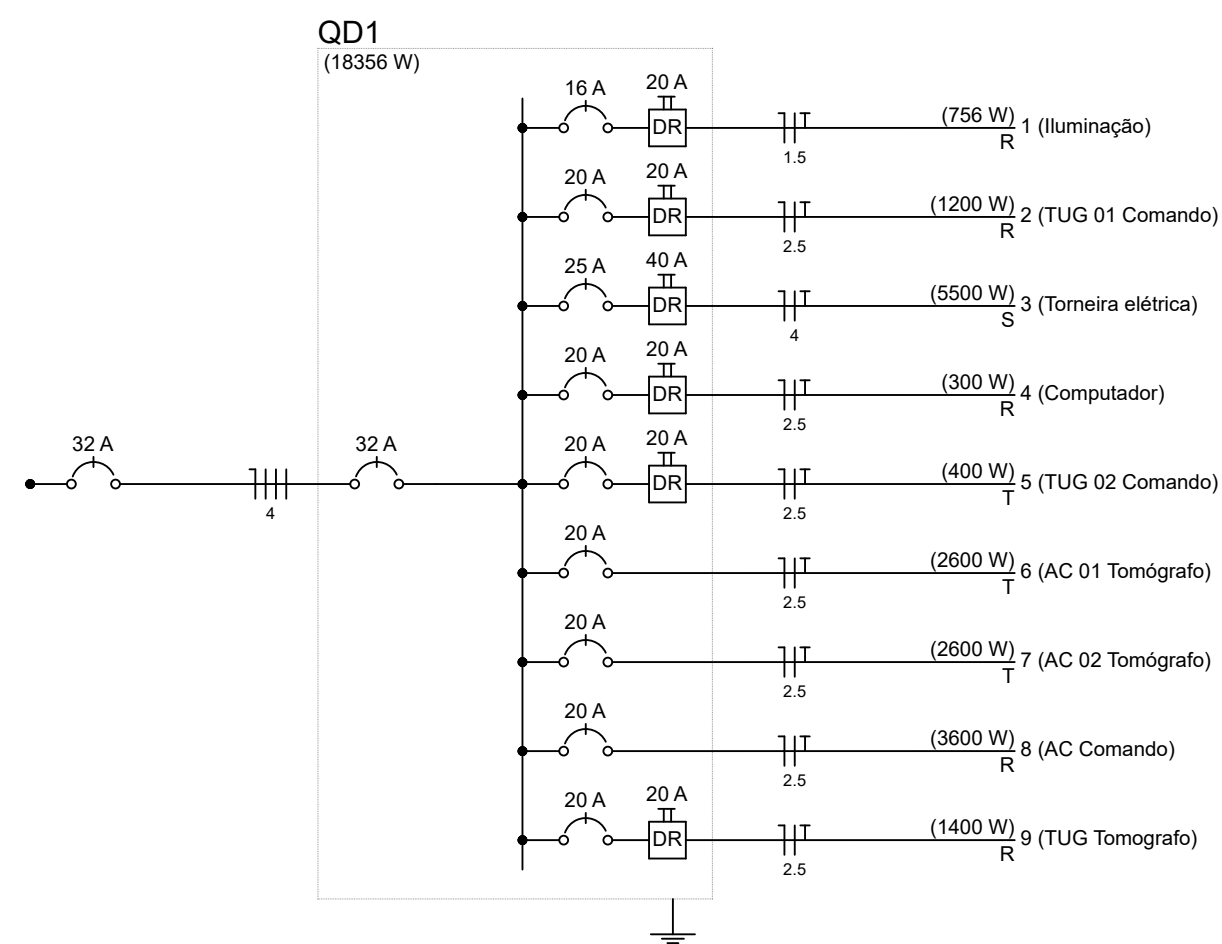 QD1
(18356 W)
16 A
20 A
DR
1.5
(756 W)
R
1 (Iluminação)
20 A
20 A
DR
2.5
(1200 W)
R
2 (TUG 01 Comando)
25 A
40 A
DR
4
(5500 W)
S
3 (Torneira elétrica)
20 A
20 A
DR
2.5
(300 W)
R
4 (Computador)
32 A
4
32 A
20 A
20 A
DR
2.5
(400 W)
T
5 (TUG 02 Comando)
20 A
2.5
(2600 W)
T
6 (AC 01 Tomógrafo)
20 A
2.5
(2600 W)
T
7 (AC 02 Tomógrafo)
20 A
2.5
(3600 W)
R
8 (AC Comando)
20 A
20 A
DR
2.5
(1400 W)
R
9 (TUG Tomografo)